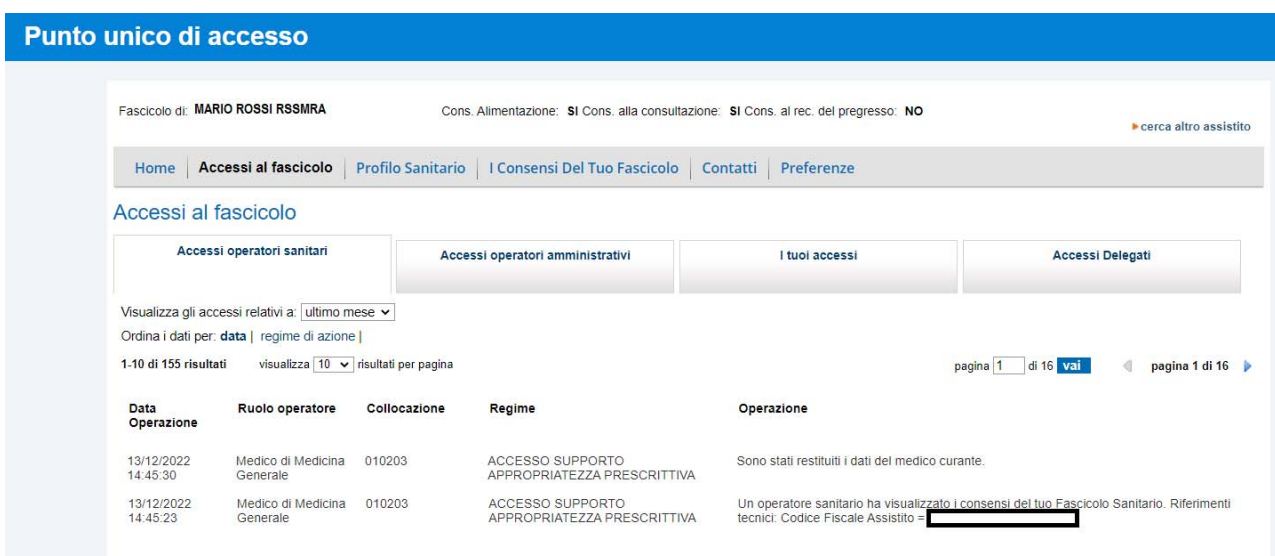 Punto unico di accesso
Fascicolo di: MARIO ROSSI RSSMRA Cons. Alimentazione: SI Cons. alla consultazione: SI Cons. al rec. del pregresso: NO
cerca altro assistito
Home Accessi al fascicolo Profilo Sanitario I Consensi Del Tuo Fascicolo Contatti Preferenze
Accessi al fascicolo
Accessi operatori sanitari Accessi operatori amministrativi I tuoi accessi Accessi Delegati
Visualizza gli accessi relativi a: ultimo mese
Ordina i dati per: data | regime di azione |
1-10 di 155 risultati visualizza 10 risultati per pagina pagina 1 di 16 vai pagina 1 di 16
Data Ruolo operatore Collocazione Regime Operazione
Operazione
13/12/2022 Medico di Medicina 010203 ACCESSO SUPPORTO Sono stati restituiti i dati del medico curante.
14:45:30 Generale APPROPRIATEZZA PRESCRITTIVA
13/12/2022 Medico di Medicina 010203 ACCESSO SUPPORTO Un operatore sanitario ha visualizzato i consensi del tuo Fascicolo Sanitario. Riferimenti
14:45:23 Generale APPROPRIATEZZA PRESCRITTIVA tecnici: Codice Fiscale Assistito =